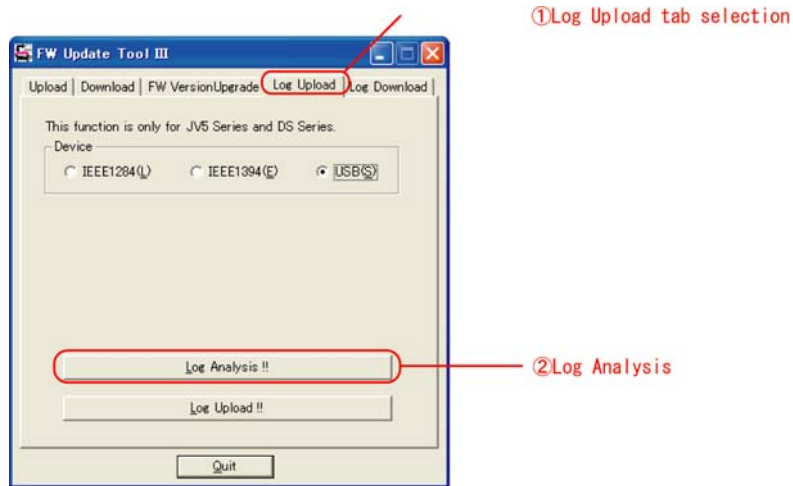 ①Log Upload tab selection
FW Update Tool III
Upload Download FW VersionUpgrade Log Upload Log Download
This function is only for JV5 Series and DS Series.
Device
IEEE1284(L) IEEE1394(E) USB(S)
Log Analysis !!
②Log Analysis
Log Upload !!
Quit